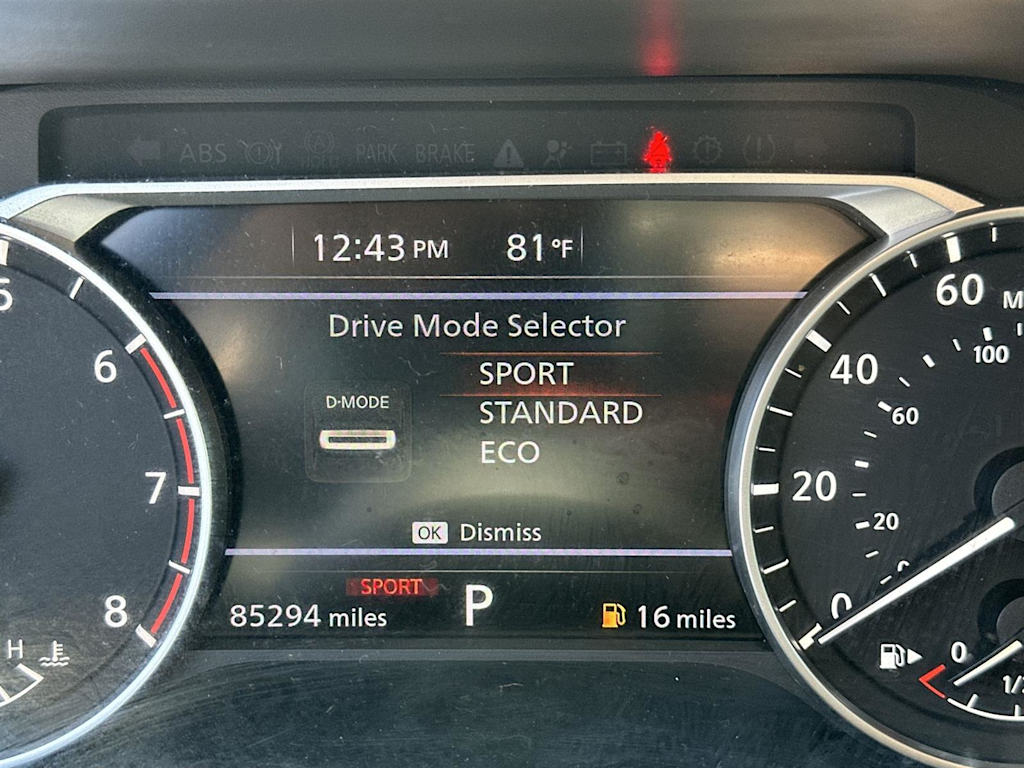 ABS PARK BRAKE
12:43 PM 81°F
Drive Mode Selector
SPORT
D·MODE
STANDARD
ECO
OK Dismiss
SPORT
85294 miles P 16 miles
6
7
8
H
60
40
20
0
100
60
20
0